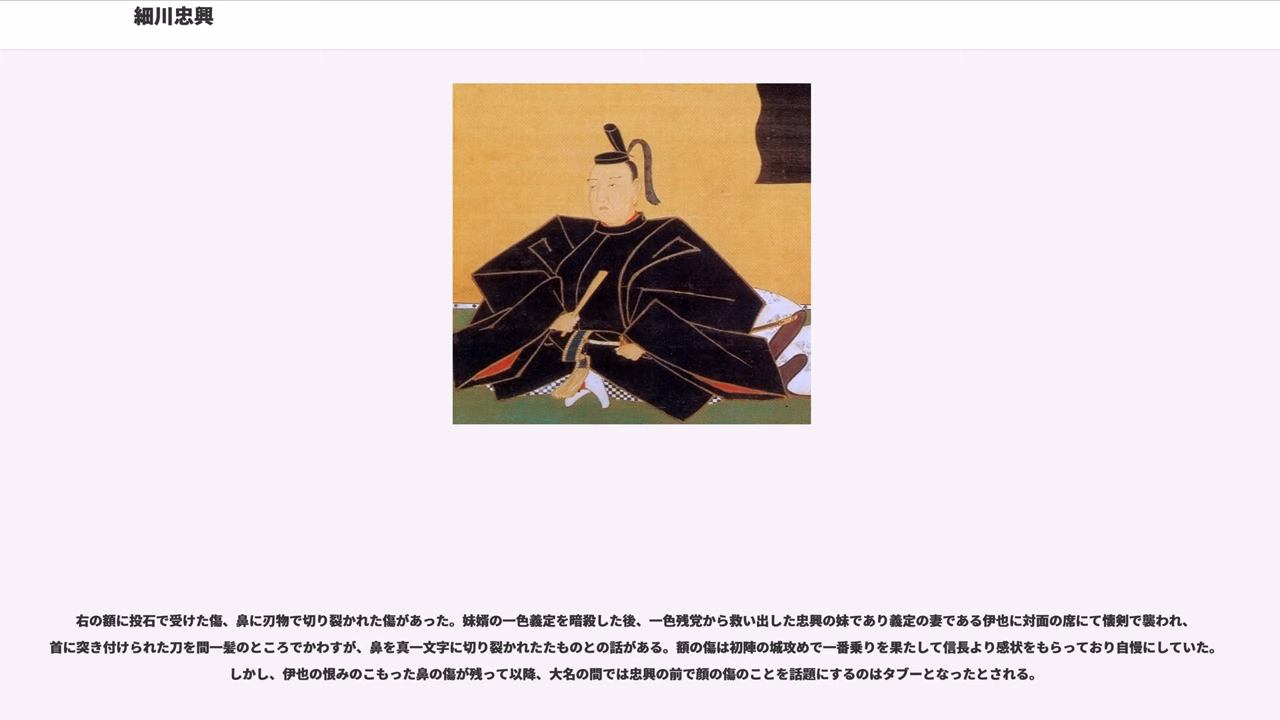 細川忠興
右の額に投石で受けた傷、鼻に刃物で切り裂かれた傷があった。妹婿の一色義定を暗殺した後、一色残党から救い出した忠興の妹であり義定の妻である伊也に対面の席にて懐剣で襲われ、
首に突き付けられた刀を間一髪のところでかわすが、鼻を真一文字に切り裂かれたたものとの話がある。額の傷は初陣の城攻めで一番乗りを果たして信長より感状をもらっており自慢にしていた。
しかし、伊也の恨みのこもった鼻の傷が残って以降、大名の間では忠興の前で顔の傷のことを話題にするのはタブーとなったとされる。